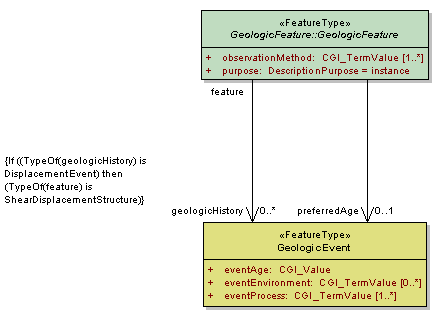 «FeatureType»
GeologicFeature::GeologicFeature
+ observationMethod: CGI_TermValue [1..*]
+ purpose: DescriptionPurpose = instance
feature
{If ((TypeOf(geologicHistory) is
DisplacementEvent) then
(TypeOf(feature) is
ShearDisplacementStructure)}
geologicHistory 0..* preferredAge 0..1
«FeatureType»
GeologicEvent
+ eventAge: CGI_Value
+ eventEnvironment: CGI_TermValue [0..*]
+ eventProcess: CGI_TermValue [1..*]